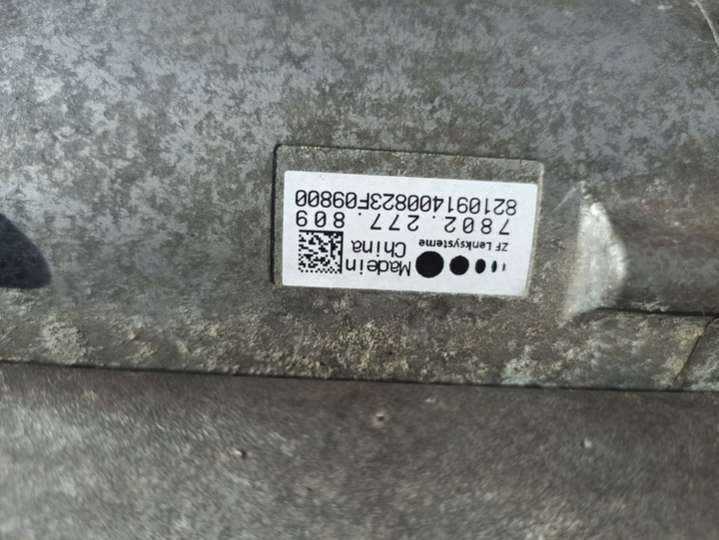 Made in
ZF Lenksysteme China
7802.277.809
821091400823F09800